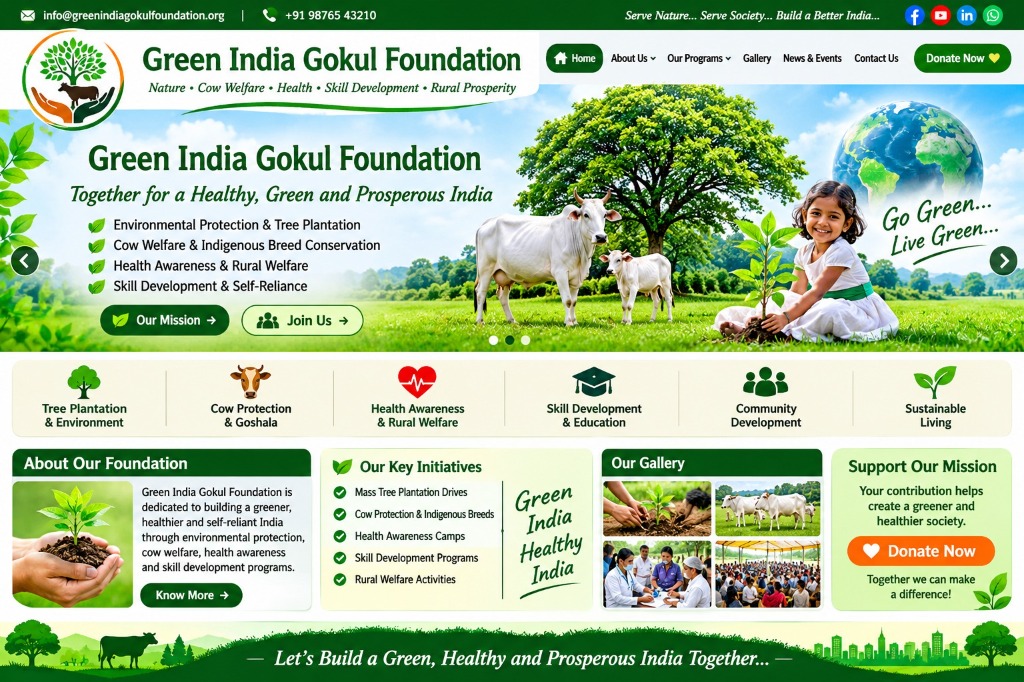 info@greenindiagokulfoundation.org | +91 98765 43210
Serve Nature... Serve Society... Build a Better India...
Green India Gokul Foundation
Nature • Cow Welfare • Health • Skill Development • Rural Prosperity
Home About Us Our Programs Gallery News & Events Contact Us Donate Now
Green India Gokul Foundation
Together for a Healthy, Green and Prosperous India
Environmental Protection & Tree Plantation
Cow Welfare & Indigenous Breed Conservation
Health Awareness & Rural Welfare
Skill Development & Self-Reliance
Our Mission →
Join Us →
Go Green...
Live Green...
Tree Plantation
& Environment
Cow Protection
& Goshala
Health Awareness
& Rural Welfare
Skill Development
& Education
Community
Development
Sustainable
Living
About Our Foundation
Green India Gokul Foundation is
dedicated to building a greener,
healthier and self-reliant India
through environmental protection,
cow welfare, health awareness
and skill development programs.
Know More →
Our Key Initiatives
Mass Tree Plantation Drives
Cow Protection & Indigenous Breeds
Health Awareness Camps
Skill Development Programs
Rural Welfare Activities
Green
India
Healthy
India
Our Gallery
Support Our Mission
Your contribution helps
create a greener and
healthier society.
Donate Now
Together we can make
a difference!
— Let's Build a Green, Healthy and Prosperous India Together... —